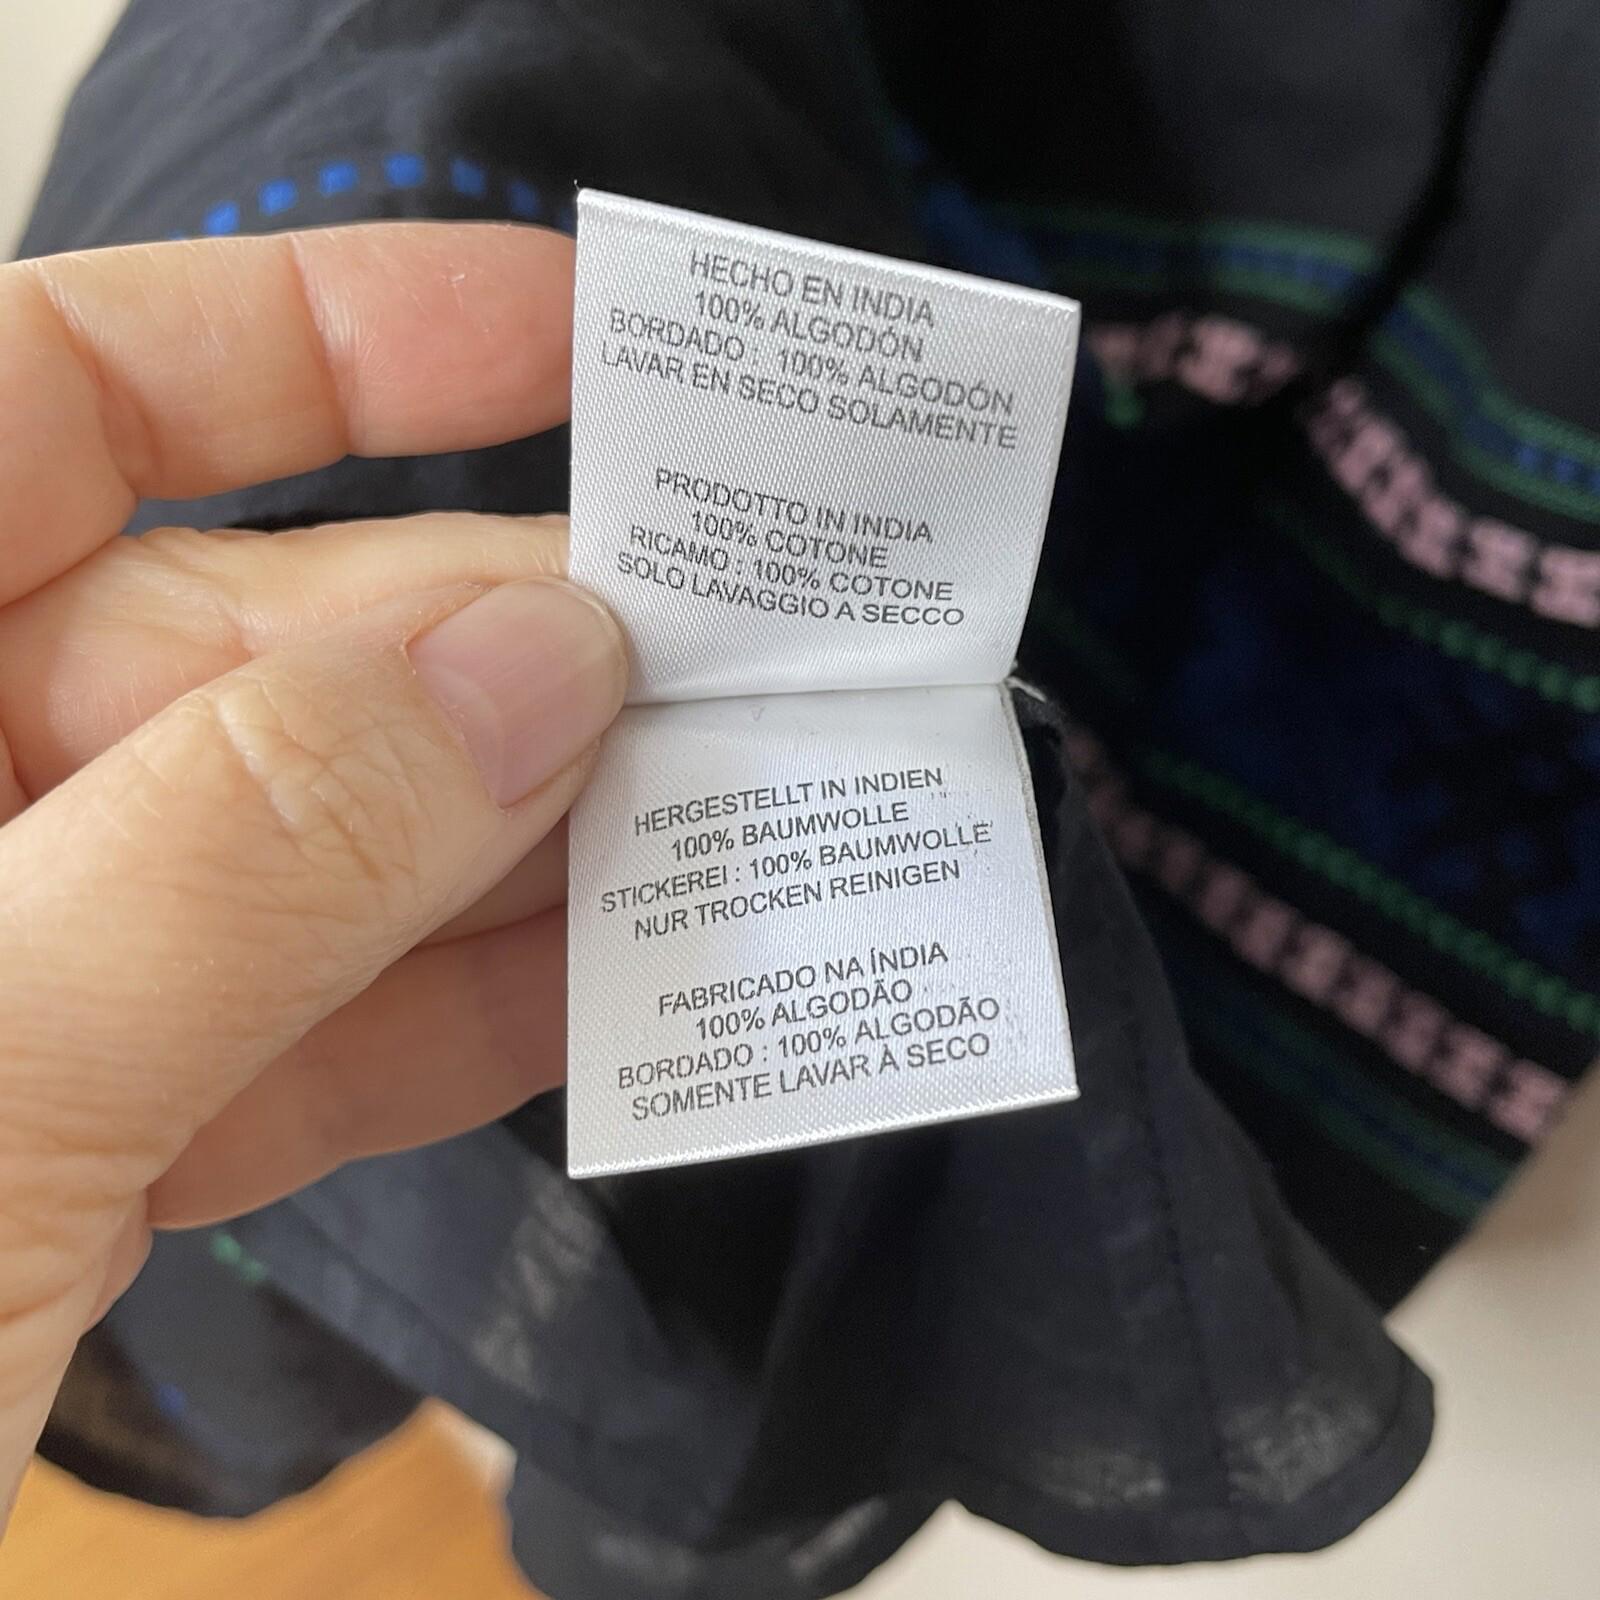 HECHO EN INDIA
100% ALGODÓN
BORDADO : 100% ALGODÓN
LAVAR EN SECO SOLAMENTE
PRODOTTO IN INDIA
100% COTONE
RICAMO : 100% COTONE
SOLO LAVAGGIO A SECCO
HERGESTELLT IN INDIEN
100% BAUMWOLLE
STICKEREI : 100% BAUMWOLLE
NUR TROCKEN REINIGEN
FABRICADO NA ÍNDIA
100% ALGODÃO
BORDADO : 100% ALGODÃO
SOMENTE LAVAR À SECO